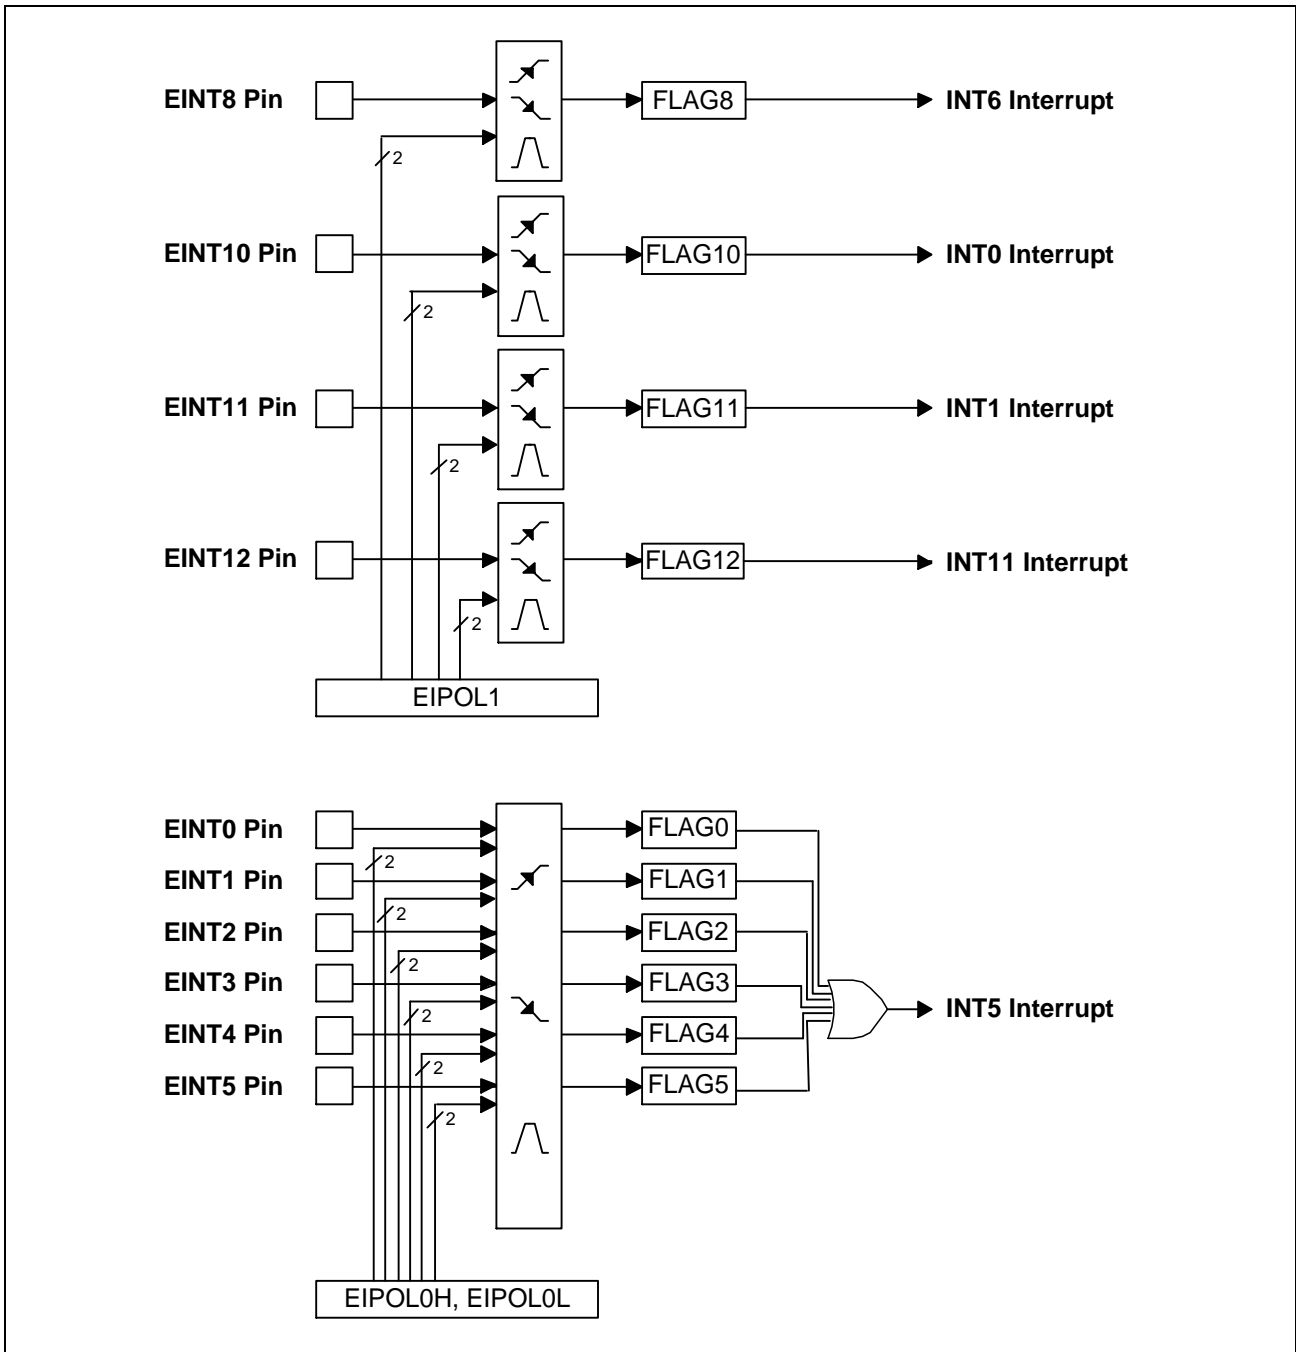 EINT8 Pin
FLAG8
INT6 Interrupt
2
EINT10 Pin
FLAG10
INT0 Interrupt
2
EINT11 Pin
FLAG11
INT1 Interrupt
2
EINT12 Pin
FLAG12
INT11 Interrupt
2
EIPOL1
EINT0 Pin
FLAG0
2
EINT1 Pin
FLAG1
2
EINT2 Pin
FLAG2
2
EINT3 Pin
FLAG3
INT5 Interrupt
2
EINT4 Pin
FLAG4
2
EINT5 Pin
FLAG5
2
EIPOL0H, EIPOL0L